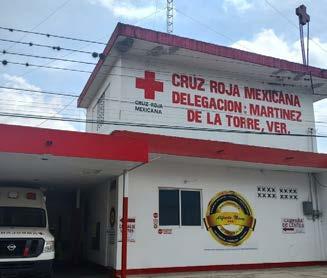 CRUZ ROJA MEXICANA
DELEGACION: MARTINEZ
DE LA TORRE, VER.
CRUZ ROJA
MEXICANA